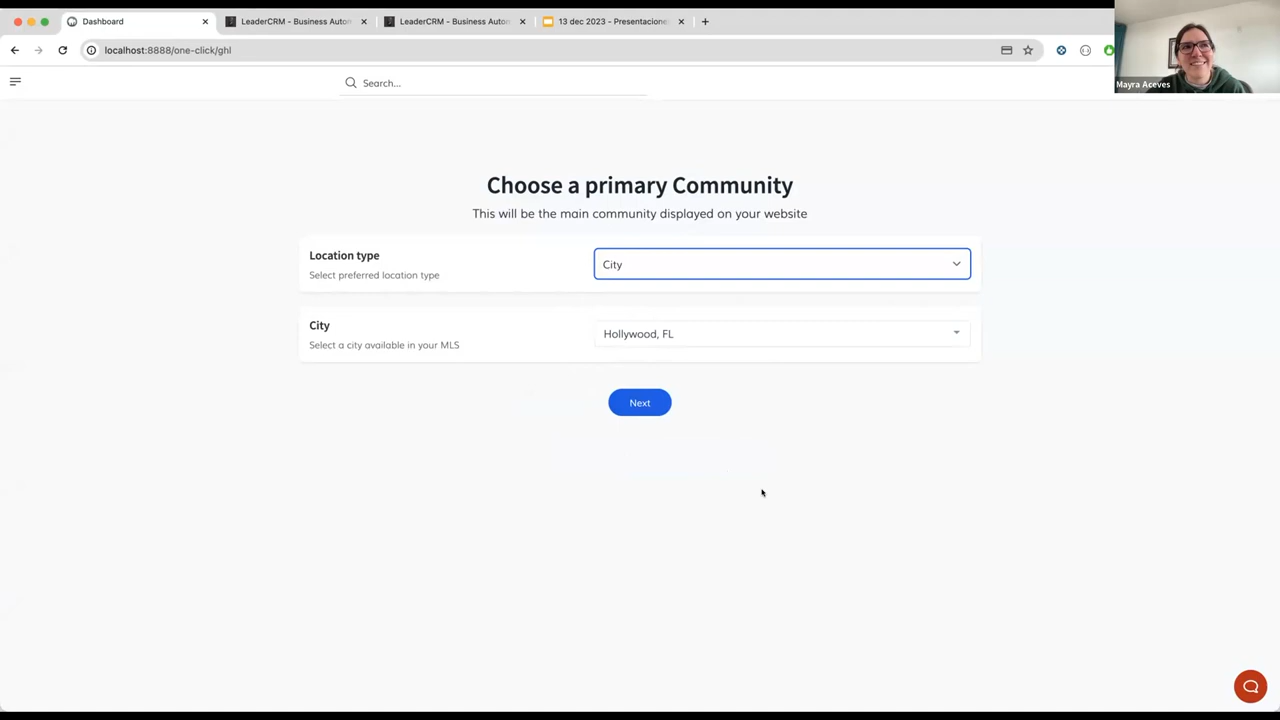 Dashboard
LeaderCRM - Business Auton
LeaderCRM - Business Autom
13 dec 2023 - Presentacione
localhost:8888/one-click/ghl
Mayra Aceves
Search...
Choose a primary Community
This will be the main community displayed on your website
Location type
Select preferred location type
City
City
Select a city available in your MLS
Hollywood, FL
Next